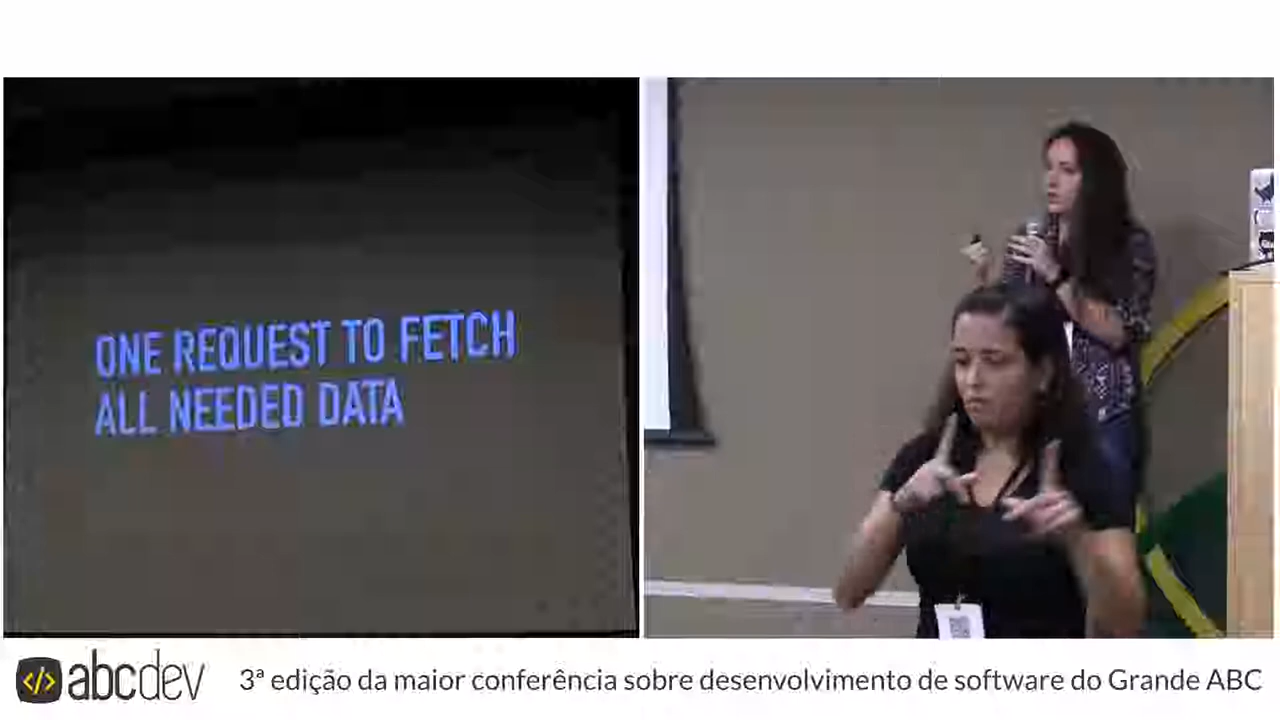 ONE REQUEST TO FETCH
ALL NEEDED DATA
</> abcdev
3ª edição da maior conferência sobre desenvolvimento de software do Grande ABC